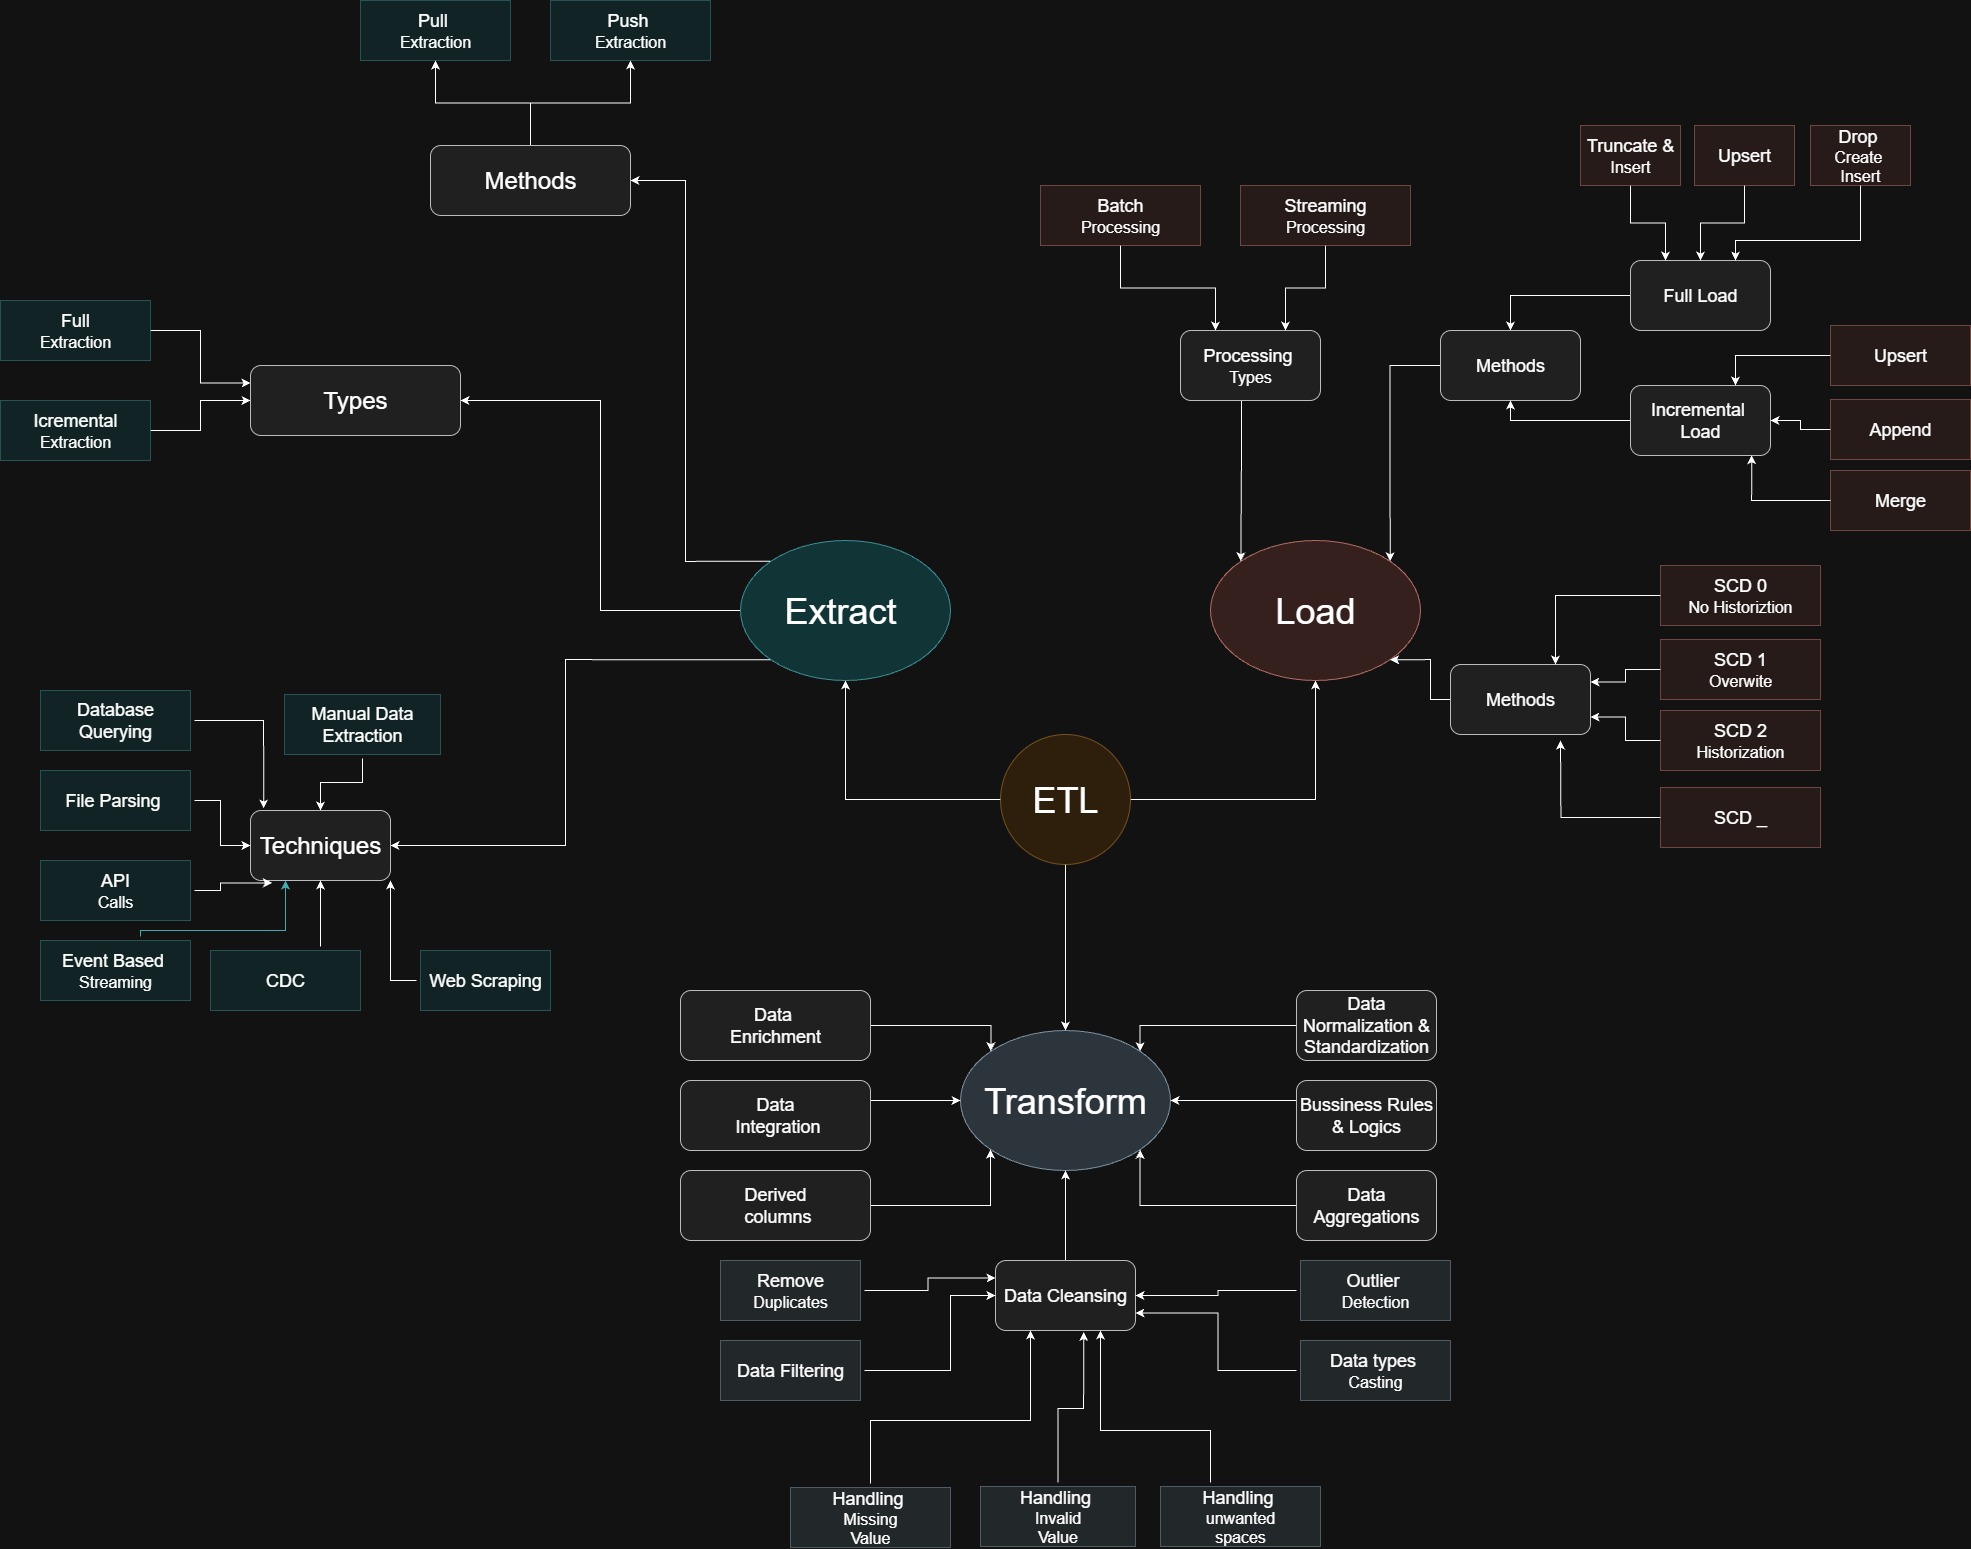 Pull
Extraction
Push
Extraction
Methods
Full
Extraction
Icremental
Extraction
Types
Extract
Database
Querying
Manual Data
Extraction
File Parsing
Techniques
API
Calls
Event Based
Streaming
CDC
Web Scraping
Batch
Processing
Streaming
Processing
Processing
Types
Truncate &
Insert
Upsert
Drop
Create
Insert
Full Load
Methods
Incremental
Load
Upsert
Append
Merge
Load
SCD 0
No Historiztion
SCD 1
Overwite
Methods
SCD 2
Historization
SCD _
ETL
Data
Enrichment
Data
Normalization &
Standardization
Data
Integration
Transform
Bussiness Rules
& Logics
Derived
columns
Data
Aggregations
Remove
Duplicates
Data Cleansing
Outlier
Detection
Data Filtering
Data types
Casting
Handling
Missing
Value
Handling
Invalid
Value
Handling
unwanted
spaces